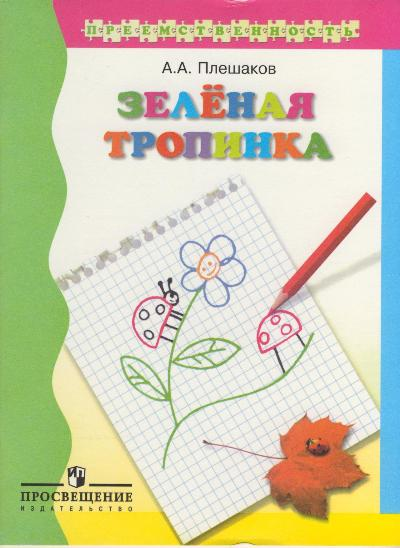 ПРЕЕМСТВЕННОСТЬ
А.А. Плешаков
ЗЕЛЁНАЯ
ТРОПИНКА
ПРОСВЕЩЕНИЕ
ИЗДАТЕЛЬСТВО